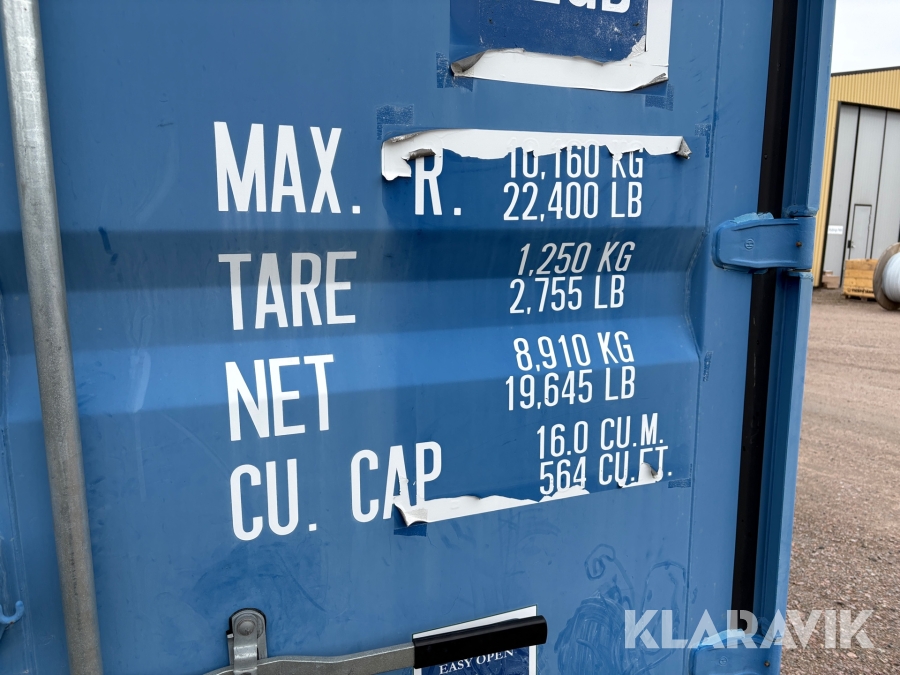 MAX. R. 10,160 KG
22,400 LB
TARE 1,250 KG
2,755 LB
NET 8,910 KG
19,645 LB
CU. CAP 16.0 CU.M.
564 CU.FT.
EASY OPEN
KLARAVIK